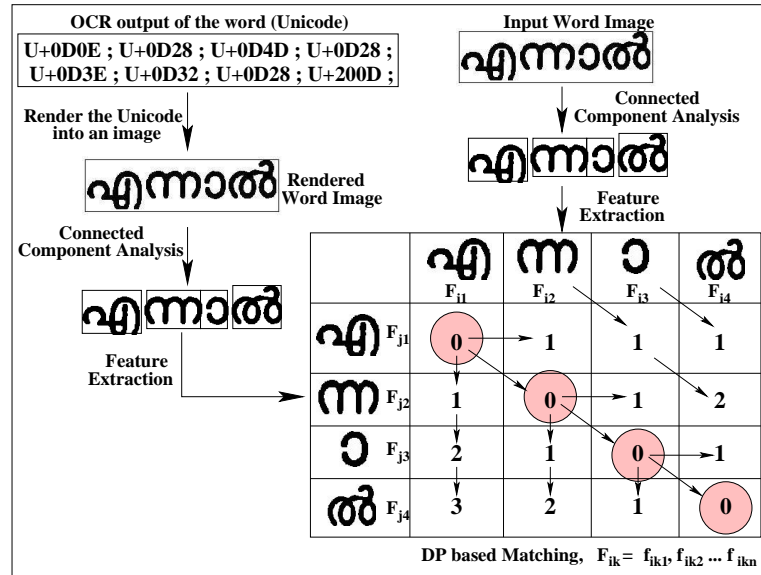 OCR output of the word (Unicode)
U+0D0E ; U+0D28 ; U+0D4D ; U+0D28 ;
U+0D3E ; U+0D32 ; U+0D28 ; U+200D ;
Render the Unicode
into an image
എന്നാൽ
Rendered
Word Image
Connected
Component Analysis
എ ന്ന ാ ൽ
Feature
Extraction
Input Word Image
എന്നാൽ
Connected Component
Analysis
എ ന്ന ാ ൽ
Feature
Extraction
എ ന്ന ാ ൽ
Fi1 Fi2 Fi3 Fi4
എ Fj1 0 1 1 1
ന്ന Fj2 1 0 1 2
ാ Fj3 2 1 0 1
ൽ Fj4 3 2 1 0
DP based Matching, Fik = fik1, fik2 ... fikn